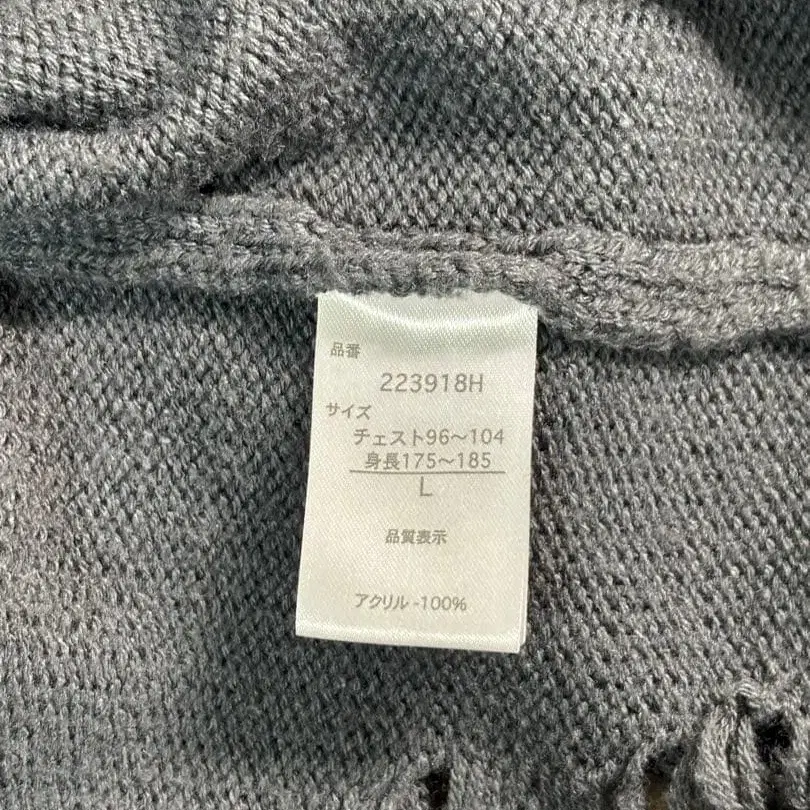 品番
223918H
サイズ
チェスト96～104
身長175～185
L
品質表示
アクリル-100%